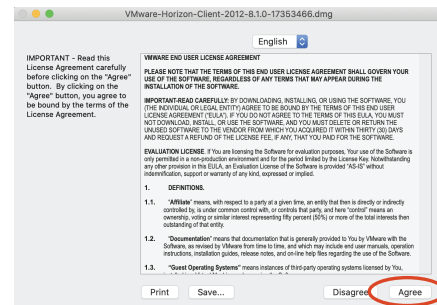 VMware-Horizon-Client-2012-8.1.0-17353466.dmg
English
IMPORTANT - Read this
License Agreement carefully
before clicking on the "Agree"
button. By clicking on the
"Agree" button, you agree to
be bound by the terms of the
License Agreement.
VMWARE END USER LICENSE AGREEMENT
PLEASE NOTE THAT THE TERMS OF THIS END USER LICENSE AGREEMENT SHALL GOVERN YOUR
USE OF THE SOFTWARE, REGARDLESS OF ANY TERMS THAT MAY APPEAR DURING THE
INSTALLATION OF THE SOFTWARE.
IMPORTANT-READ CAREFULLY: BY DOWNLOADING, INSTALLING, OR USING THE SOFTWARE, YOU
(THE INDIVIDUAL OR LEGAL ENTITY) AGREE TO BE BOUND BY THE TERMS OF THIS END USER
LICENSE AGREEMENT ("EULA"). IF YOU DO NOT AGREE TO THE TERMS OF THIS EULA, YOU MUST
NOT DOWNLOAD, INSTALL, OR USE THE SOFTWARE, AND YOU MUST DELETE OR RETURN THE
UNUSED SOFTWARE TO THE VENDOR FROM WHICH YOU ACQUIRED IT WITHIN THIRTY (30) DAYS
AND REQUEST A REFUND OF THE LICENSE FEE, IF ANY, THAT YOU PAID FOR THE SOFTWARE.
EVALUATION LICENSE. If You are licensing the Software for evaluation purposes, Your use of the Software is
only permitted in a non-production environment and for the period limited by the License Key. Notwithstanding
any other provision in this EULA, an Evaluation License of the Software is provided "AS-IS" without
indemnification, support or warranty of any kind, expressed or implied.
1. DEFINITIONS.
1.1. "Affiliate" means, with respect to a party at a given time, an entity that then is directly or indirectly
controlled by, is under common control with, or controls that party, and here "control" means an
ownership, voting or similar interest representing fifty percent (50%) or more of the total interests then
outstanding of that entity.
1.2. "Documentation" means that documentation that is generally provided to You by VMware with the
Software, as revised by VMware from time to time, and which may include end user manuals, operation
instructions, installation guides, release notes, and on-line help files regarding the use of the Software.
1.3. "Guest Operating Systems" means instances of third-party operating systems licensed by You,
Print Save... Disagree Agree